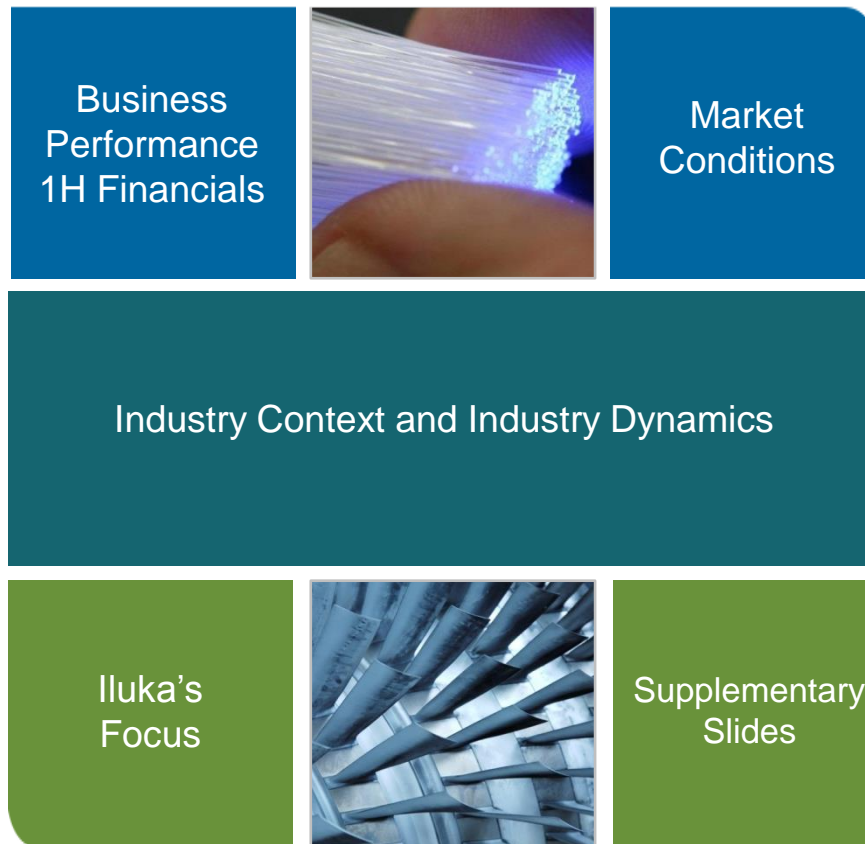 Business
Performance
1H Financials
Market
Conditions
Industry Context and Industry Dynamics
Iluka’s
Focus
Supplementary
Slides